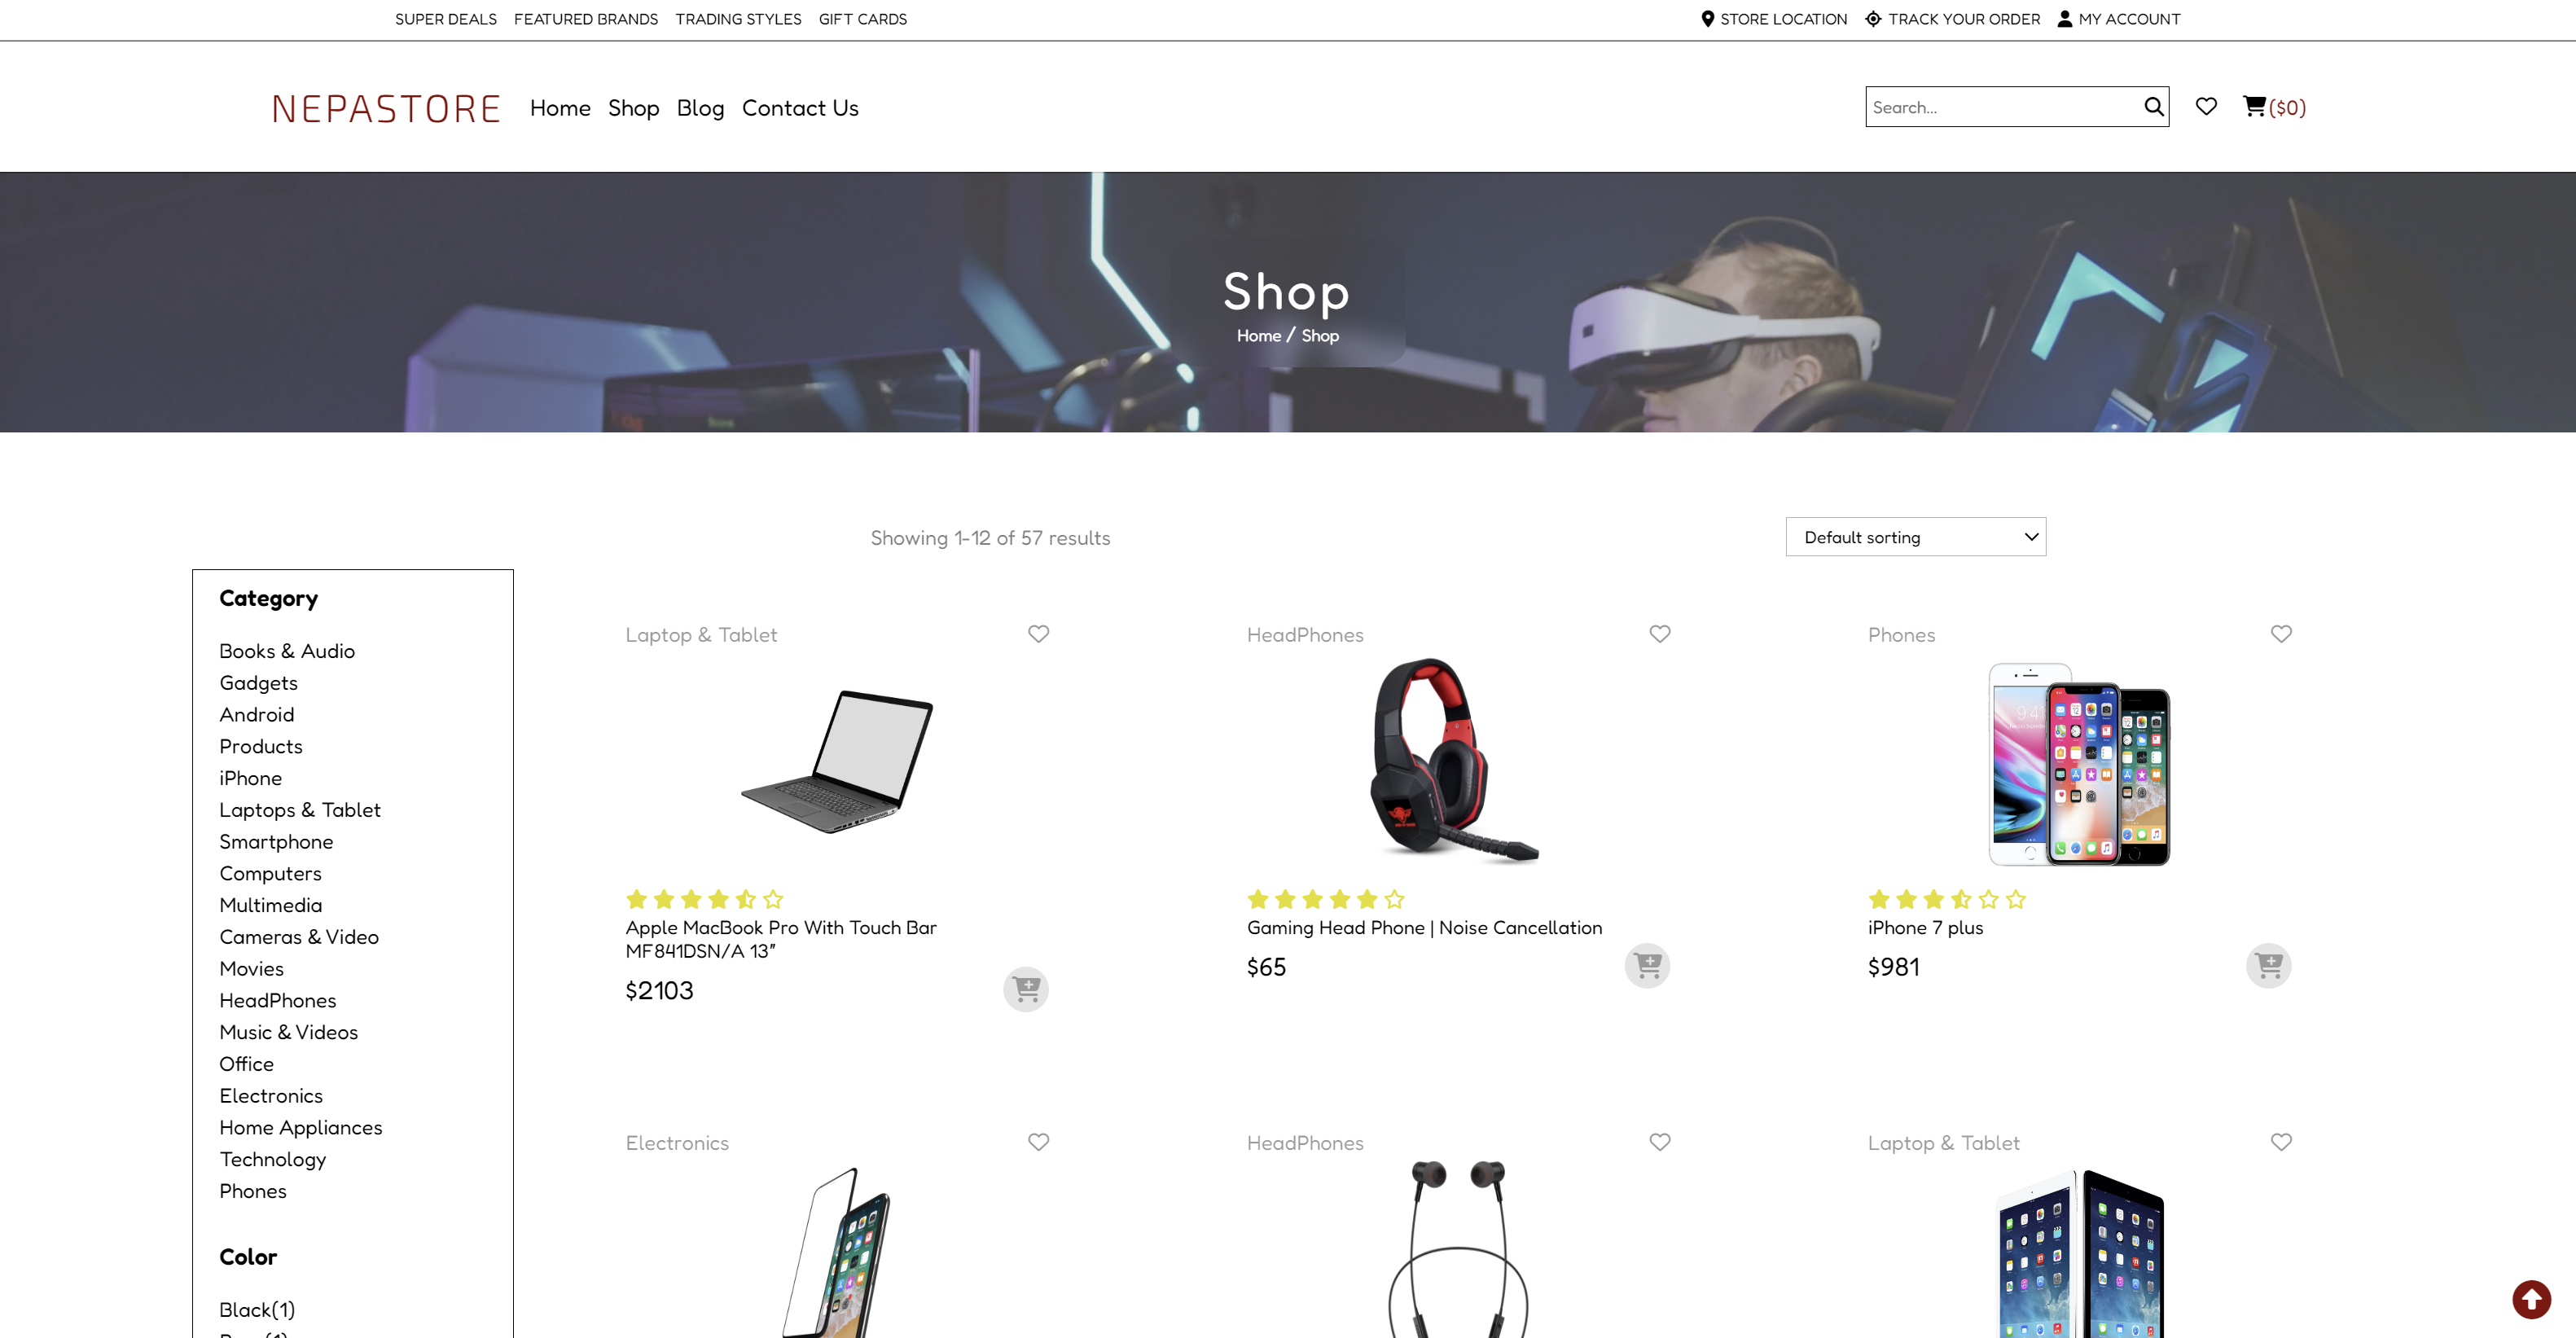 SUPER DEALS FEATURED BRANDS TRADING STYLES GIFT CARDS STORE LOCATION TRACK YOUR ORDER MY ACCOUNT
NEPASTORE Home Shop Blog Contact Us Search... ($0)
Shop
Home / Shop
Showing 1-12 of 57 results Default sorting
Category
Books & Audio
Gadgets
Android
Products
iPhone
Laptops & Tablet
Smartphone
Computers
Multimedia
Cameras & Video
Movies
HeadPhones
Music & Videos
Office
Electronics
Home Appliances
Technology
Phones
Color
Black(1)
Laptop & Tablet
Apple MacBook Pro With Touch Bar
MF841DSN/A 13″
$2103
HeadPhones
Gaming Head Phone | Noise Cancellation
$65
Phones
9:41
iPhone 7 plus
$981
Electronics
HeadPhones
Laptop & Tablet